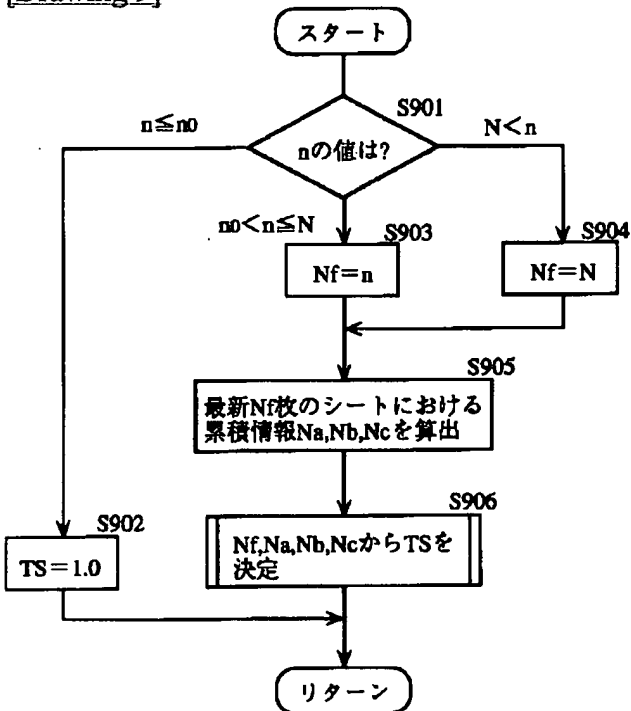 スタート
S901
n≦n0
N<n
nの値は?
n0<n≦N
S903
S904
Nf=n
Nf=N
S905
最新Nf枚のシートにおける
累積情報Na,Nb,Ncを算出
S906
S902
Nf,Na,Nb,NcからTSを
決定
TS=1.0
リターン